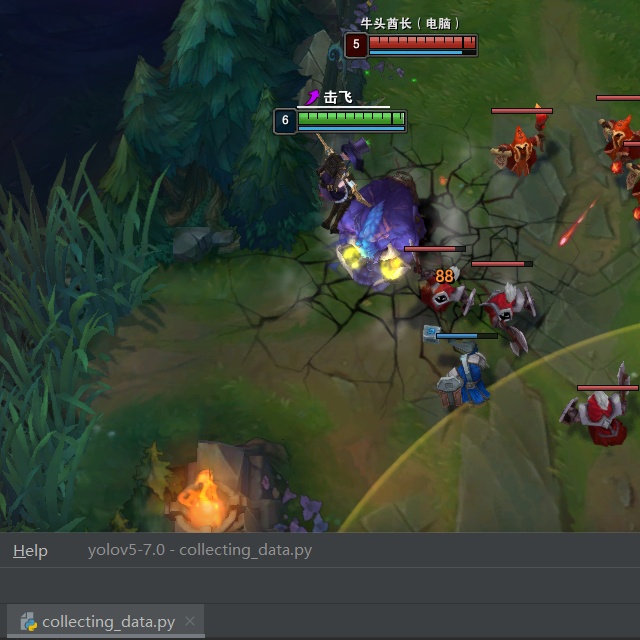 牛头酋长（电脑）
5
击飞
6
88
Help yolov5-7.0 - collecting_data.py
collecting_data.py